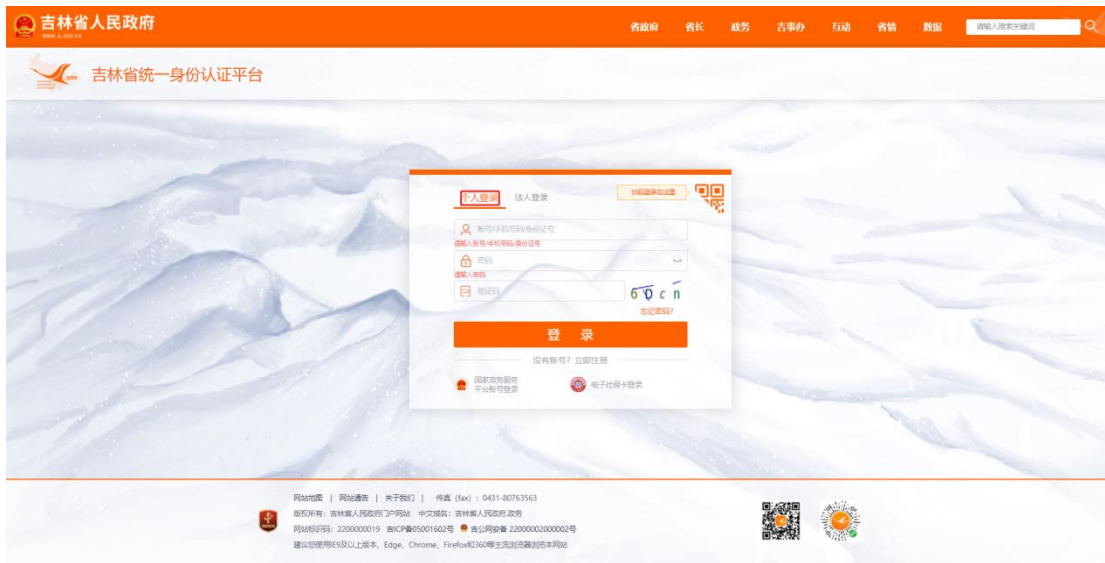 吉林省人民政府
WWW.JL.GOV.CN
省政府 省长 政务 吉事办 互动 省情 数据 请输入搜索关键词
吉林省统一身份认证平台
个人登录 法人登录 扫码登录在这里
账号/手机号码/身份证号
请输入账号/手机号码/身份证号
密码
请输入密码
验证码 6 D c n
忘记密码?
登 录
没有账号? 立即注册
国家政务服务
平台账号登录
电子社保卡登录
网站地图 | 网站通告 | 关于我们 | 传真 (fax) : 0431-80763563
版权所有: 吉林省人民政府门户网站 中文域名: 吉林省人民政府.政务
网站标识码: 2200000019 吉ICP备05001602号 吉公网安备 22000002000002号
建议您使用IE9及以上版本、Edge、Chrome、Firefox和360等主流浏览器浏览本网站